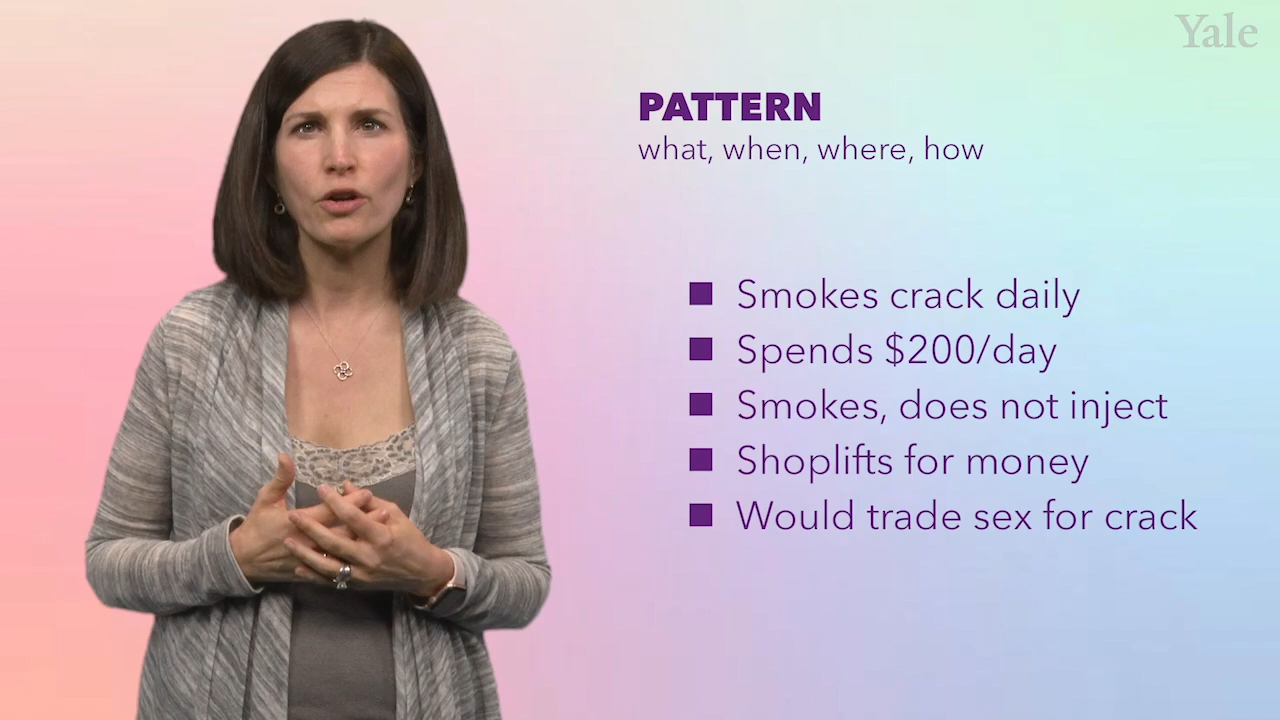 Yale
PATTERN
what, when, where, how
■ Smokes crack daily
■ Spends $200/day
■ Smokes, does not inject
■ Shoplifts for money
■ Would trade sex for crack